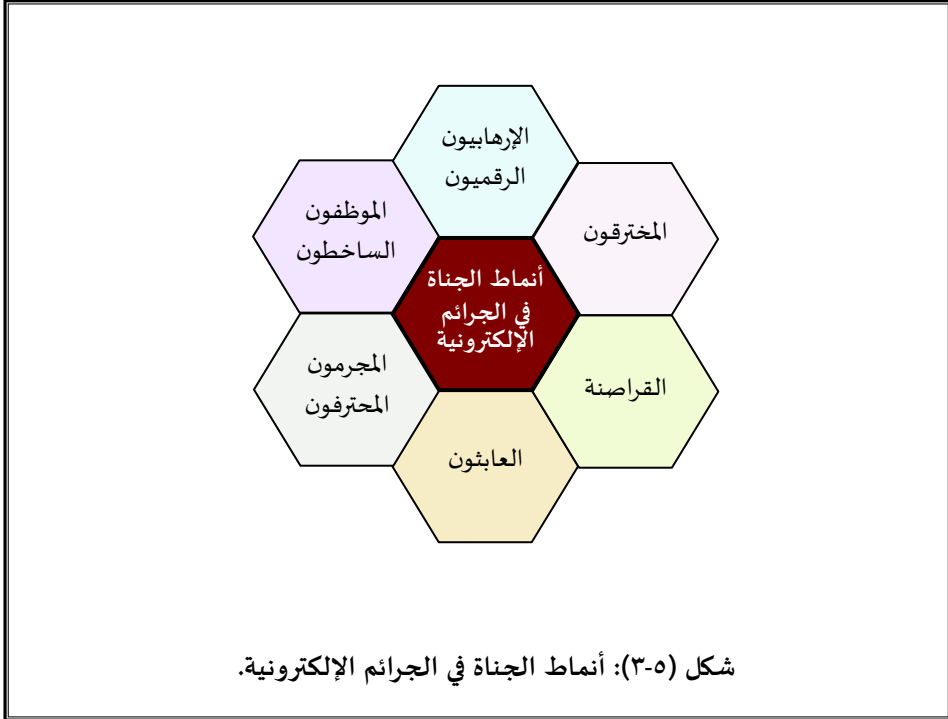 الإرهابيون
الرقميون
المخترقون
القراصنة
العابثون
المجرمون
المحترفون
الموظفون
الساخطون
أنماط الجناة
في الجرائم
الإلكترونية
شكل (٥-٣): أنماط الجناة في الجرائم الإلكترونية.